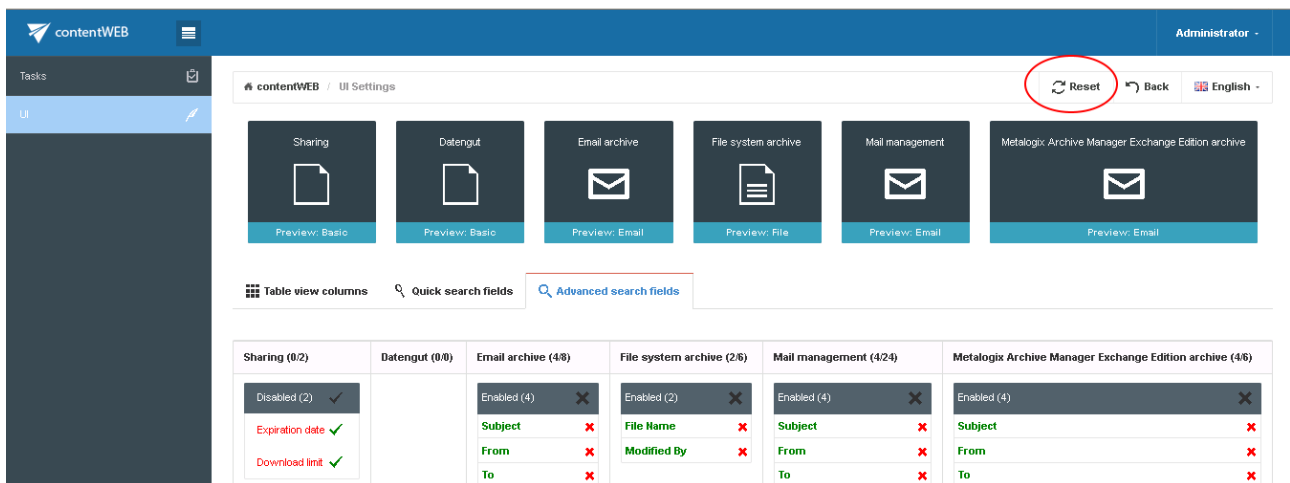 contentWEB
Administrator
Tasks
contentWEB / UI Settings
Reset
Back
English
UI
Sharing
Datengut
Email archive
File system archive
Mail management
Metalogix Archive Manager Exchange Edition archive
Preview: Basic
Preview: Basic
Preview: Email
Preview: File
Preview: Email
Preview: Email
Table view columns
Quick search fields
Advanced search fields
Sharing (0/2)
Datengut (0/0)
Email archive (4/8)
File system archive (2/6)
Mail management (4/24)
Metalogix Archive Manager Exchange Edition archive (4/6)
Disabled (2)
Expiration date
Download limit
Enabled (4)
Subject
From
To
Enabled (2)
File Name
Modified By
Enabled (4)
Subject
From
To
Enabled (4)
Subject
From
To